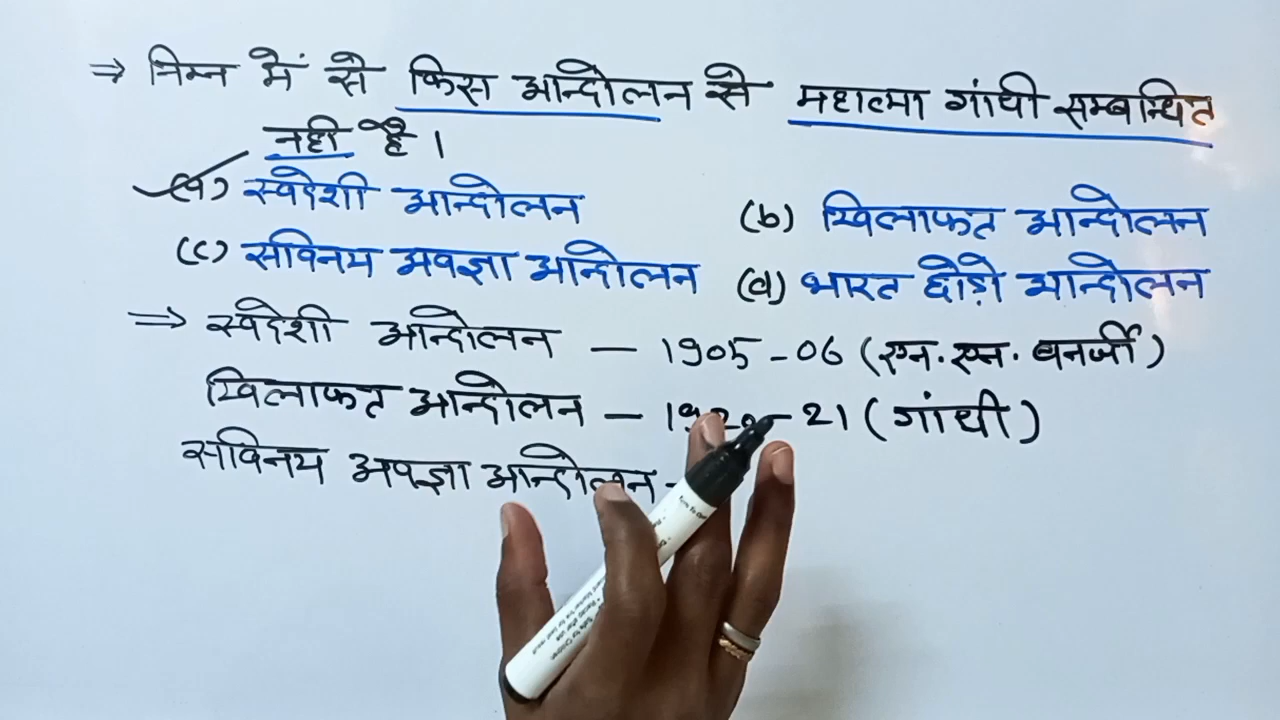 ⇒ निम्न में से किस आन्दोलन से महात्मा गांधी सम्बन्धित
नही है।
(a) स्वदेशी आन्दोलन (b) खिलाफत आन्दोलन
(c) सविनय अवज्ञा आन्दोलन (d) भारत छोड़ो आन्दोलन
⇒ स्वदेशी आन्दोलन — 1905-06 (एन.एन. बनर्जी)
खिलाफत आन्दोलन — 1920-21 (गांधी)
सविनय अवज्ञा आन्दोलन -